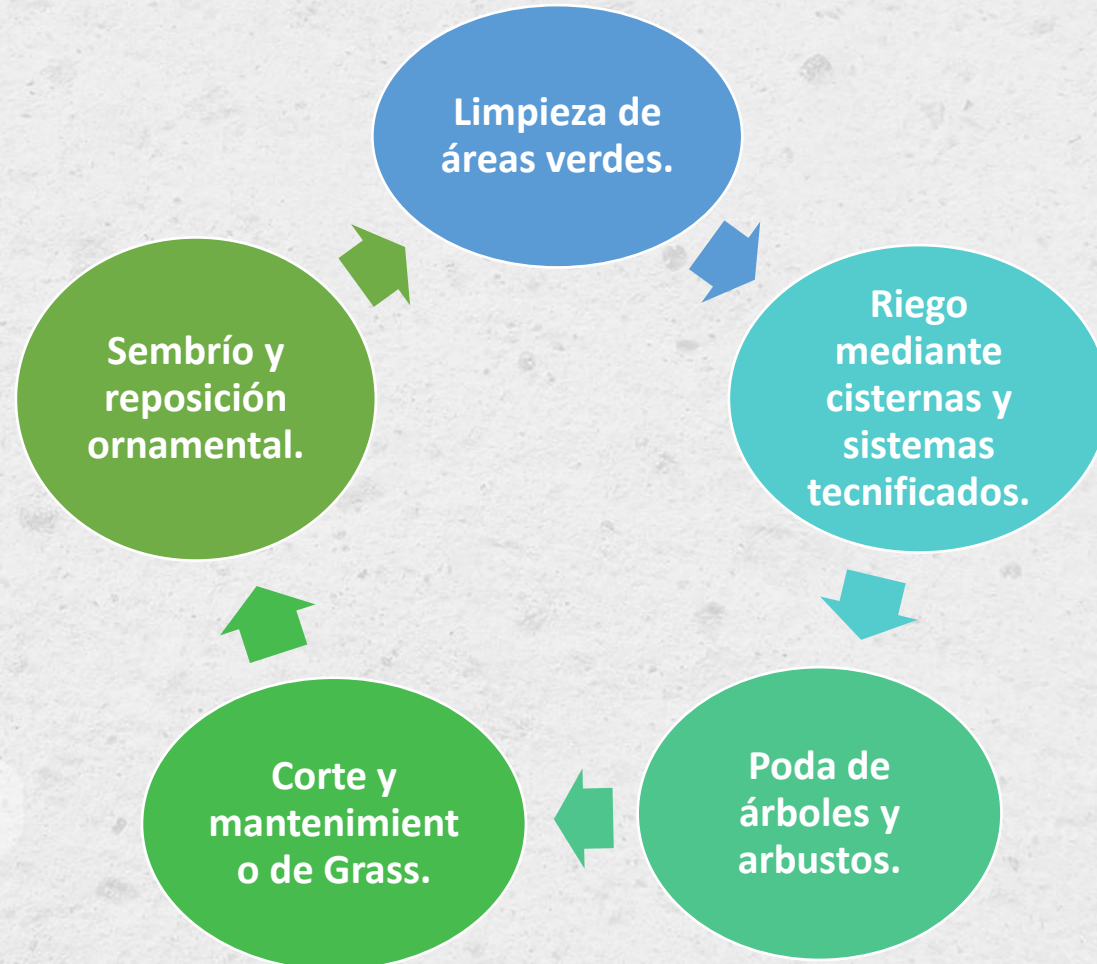 Limpieza de
áreas verdes.
Riego
mediante
cisternas y
sistemas
tecnificados.
Poda de
árboles y
arbustos.
Corte y
mantenimient
o de Grass.
Sembrío y
reposición
ornamental.